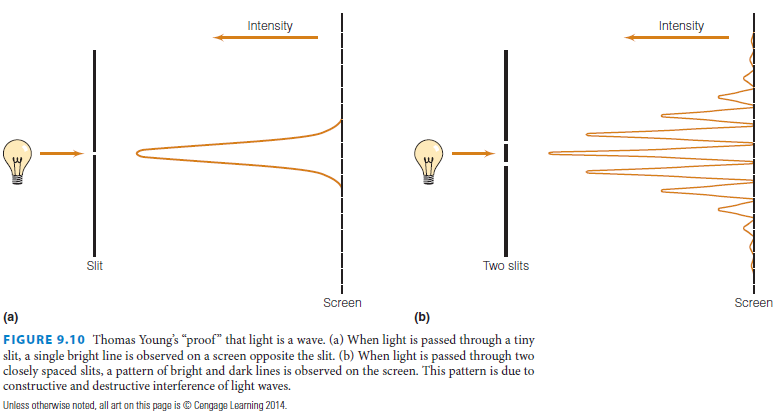 Intensity
Slit
Screen
(a)
Intensity
Two slits
Screen
(b)
FIGURE 9.10 Thomas Young's “proof” that light is a wave. (a) When light is passed through a tiny
slit, a single bright line is observed on a screen opposite the slit. (b) When light is passed through two
closely spaced slits, a pattern of bright and dark lines is observed on the screen. This pattern is due to
constructive and destructive interference of light waves.
Unless otherwise noted, all art on this page is © Cengage Learning 2014.